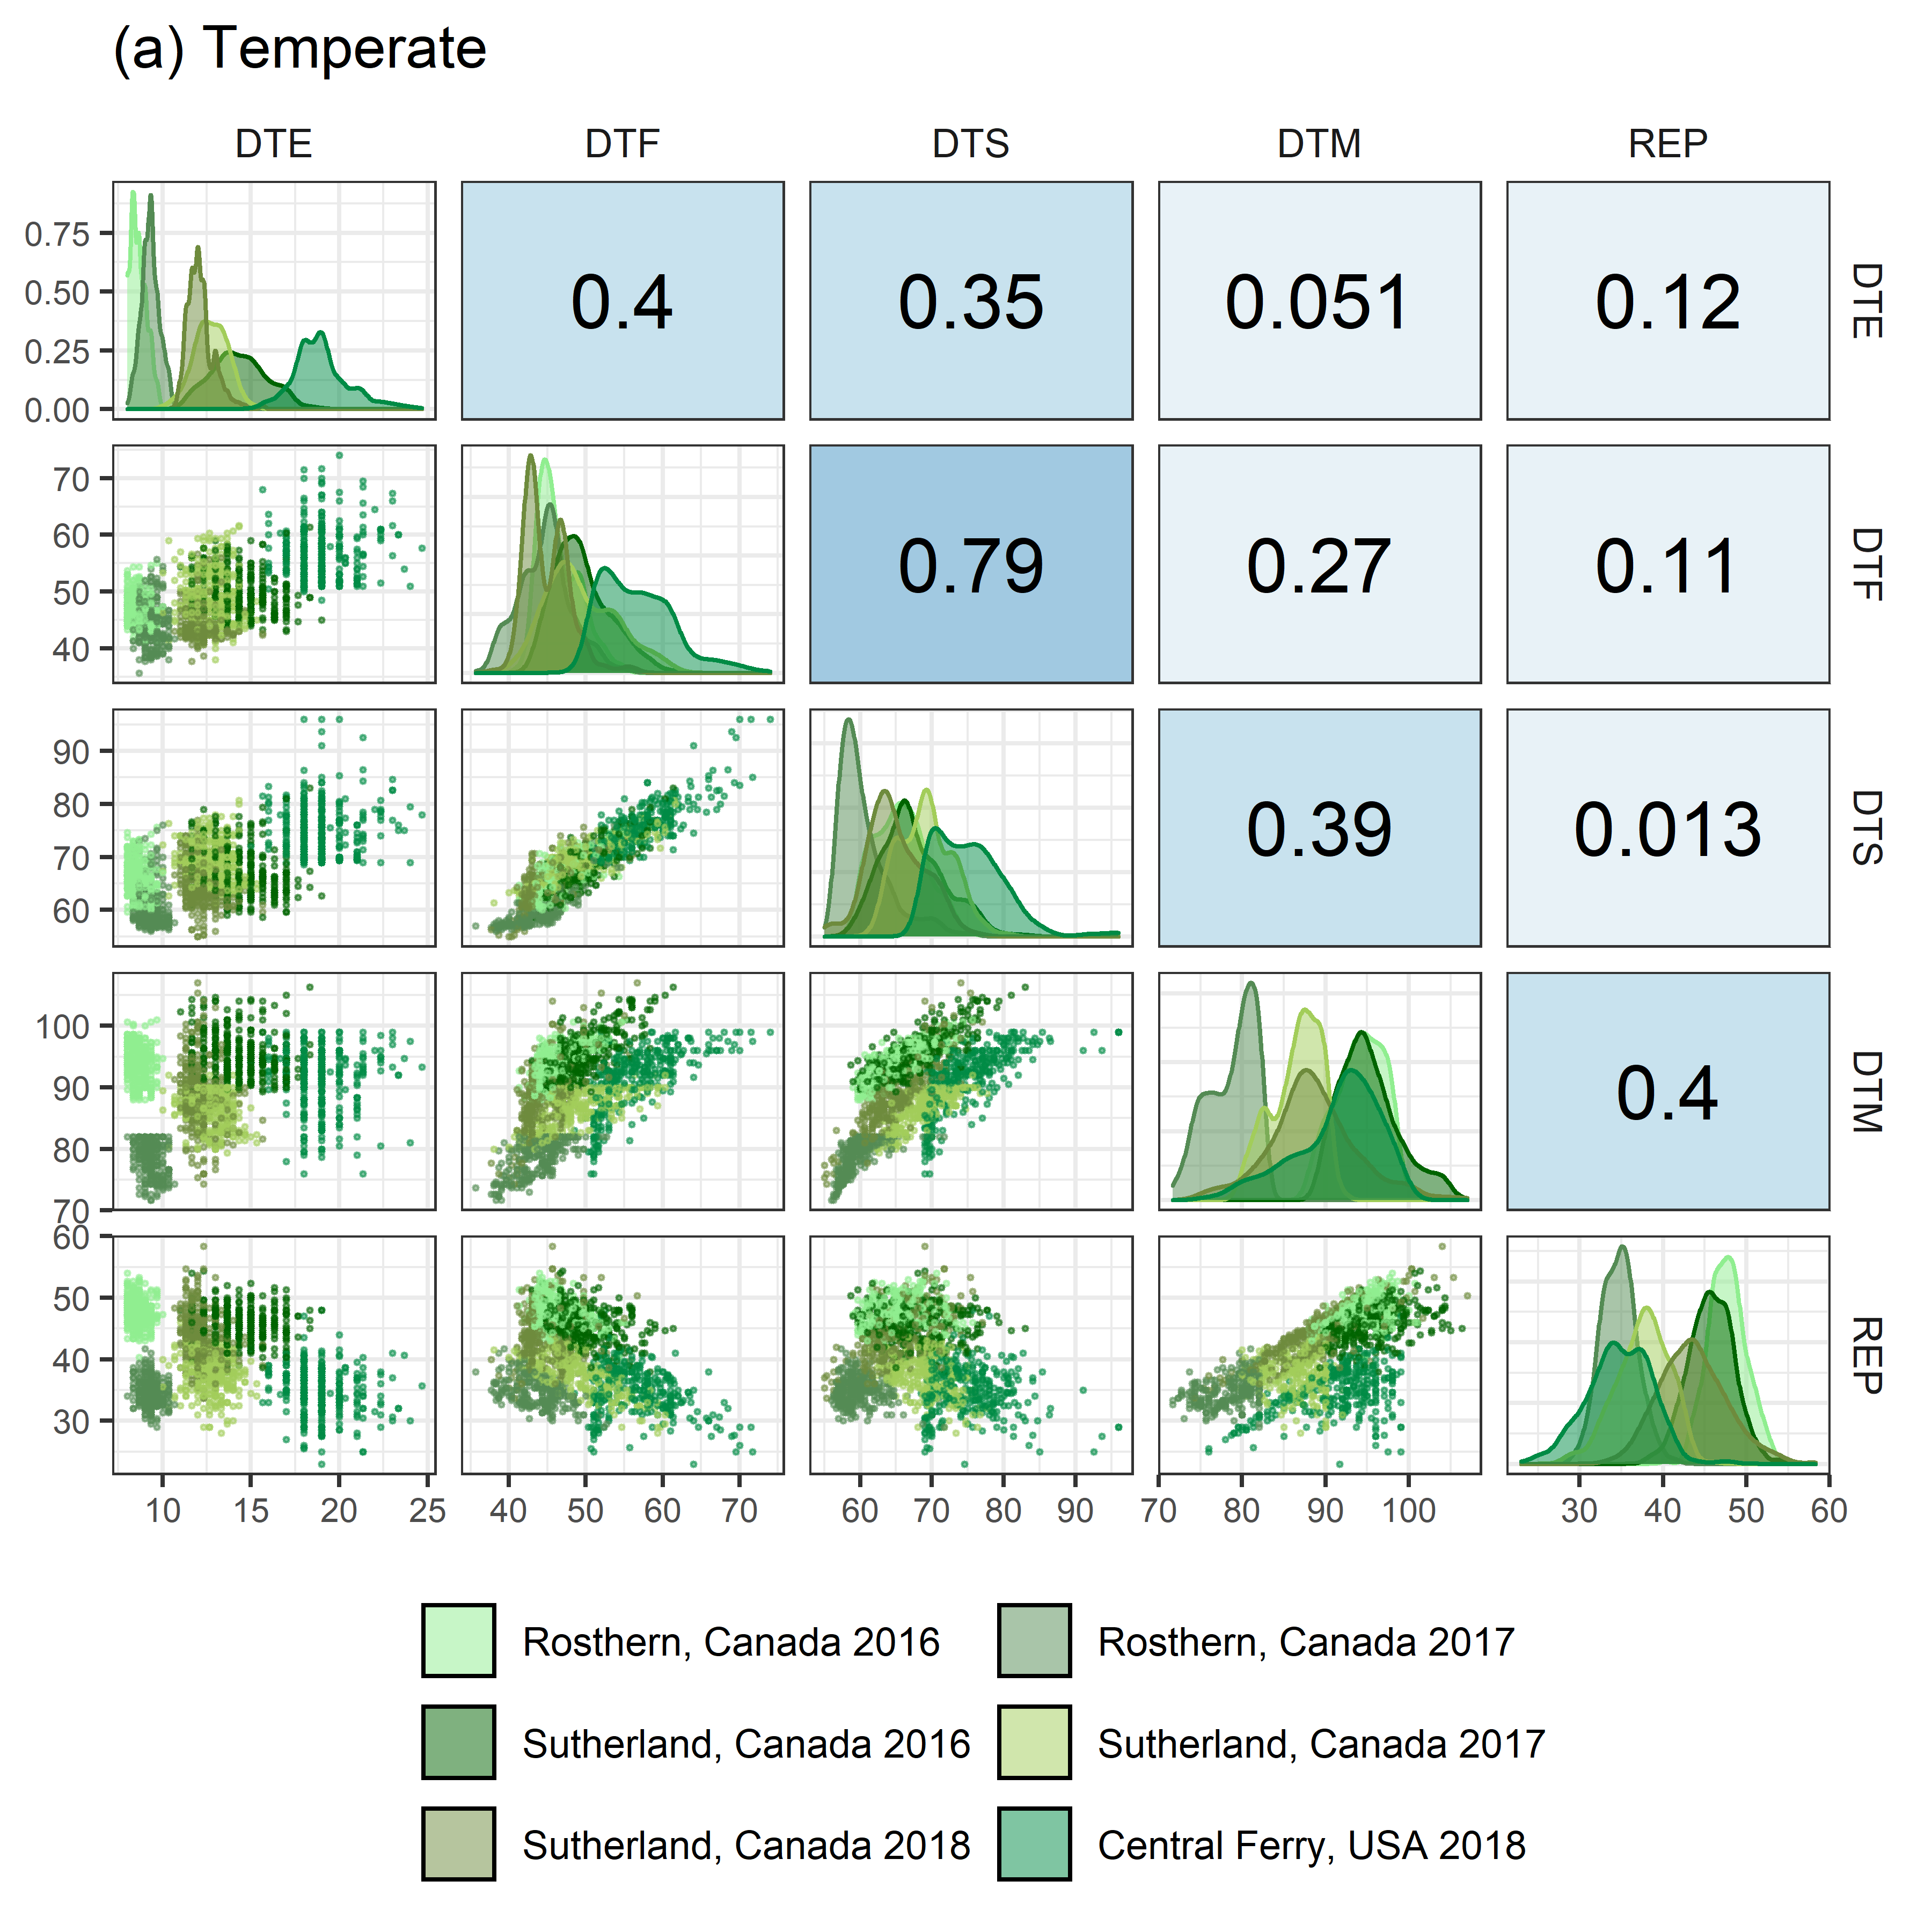 (a) Temperate
DTE DTF DTS DTM REP
0.75
0.50
0.25
0.00
0.4 0.35 0.051 0.12 DTE
70
60
50
40
0.79 0.27 0.11 DTF
90
80
70
60
0.39 0.013 DTS
100
90
80
70
0.4 DTM
60
50
40
30
REP
10 15 20 25 40 50 60 70 60 70 80 90 70 80 90 100 30 40 50 60
Rosthern, Canada 2016 Rosthern, Canada 2017
Sutherland, Canada 2016 Sutherland, Canada 2017
Sutherland, Canada 2018 Central Ferry, USA 2018